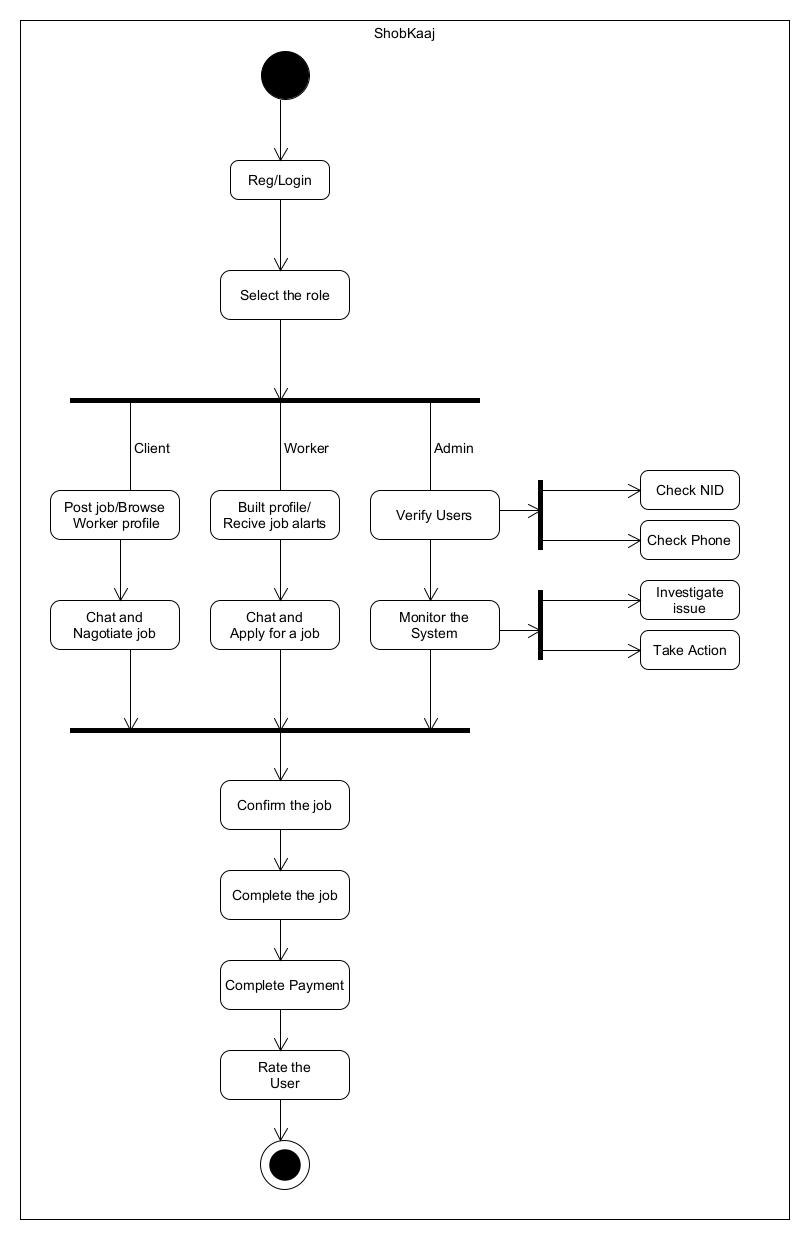 ShobKaaj
Reg/Login
Select the role
Client
Worker
Admin
Post job/Browse
Worker profile
Built profile/
Recive job alerts
Verify Users
Check NID
Check Phone
Chat and
Nagotiate job
Chat and
Apply for a job
Monitor the
System
Investigate
issue
Take Action
Confirm the job
Complete the job
Complete Payment
Rate the
User